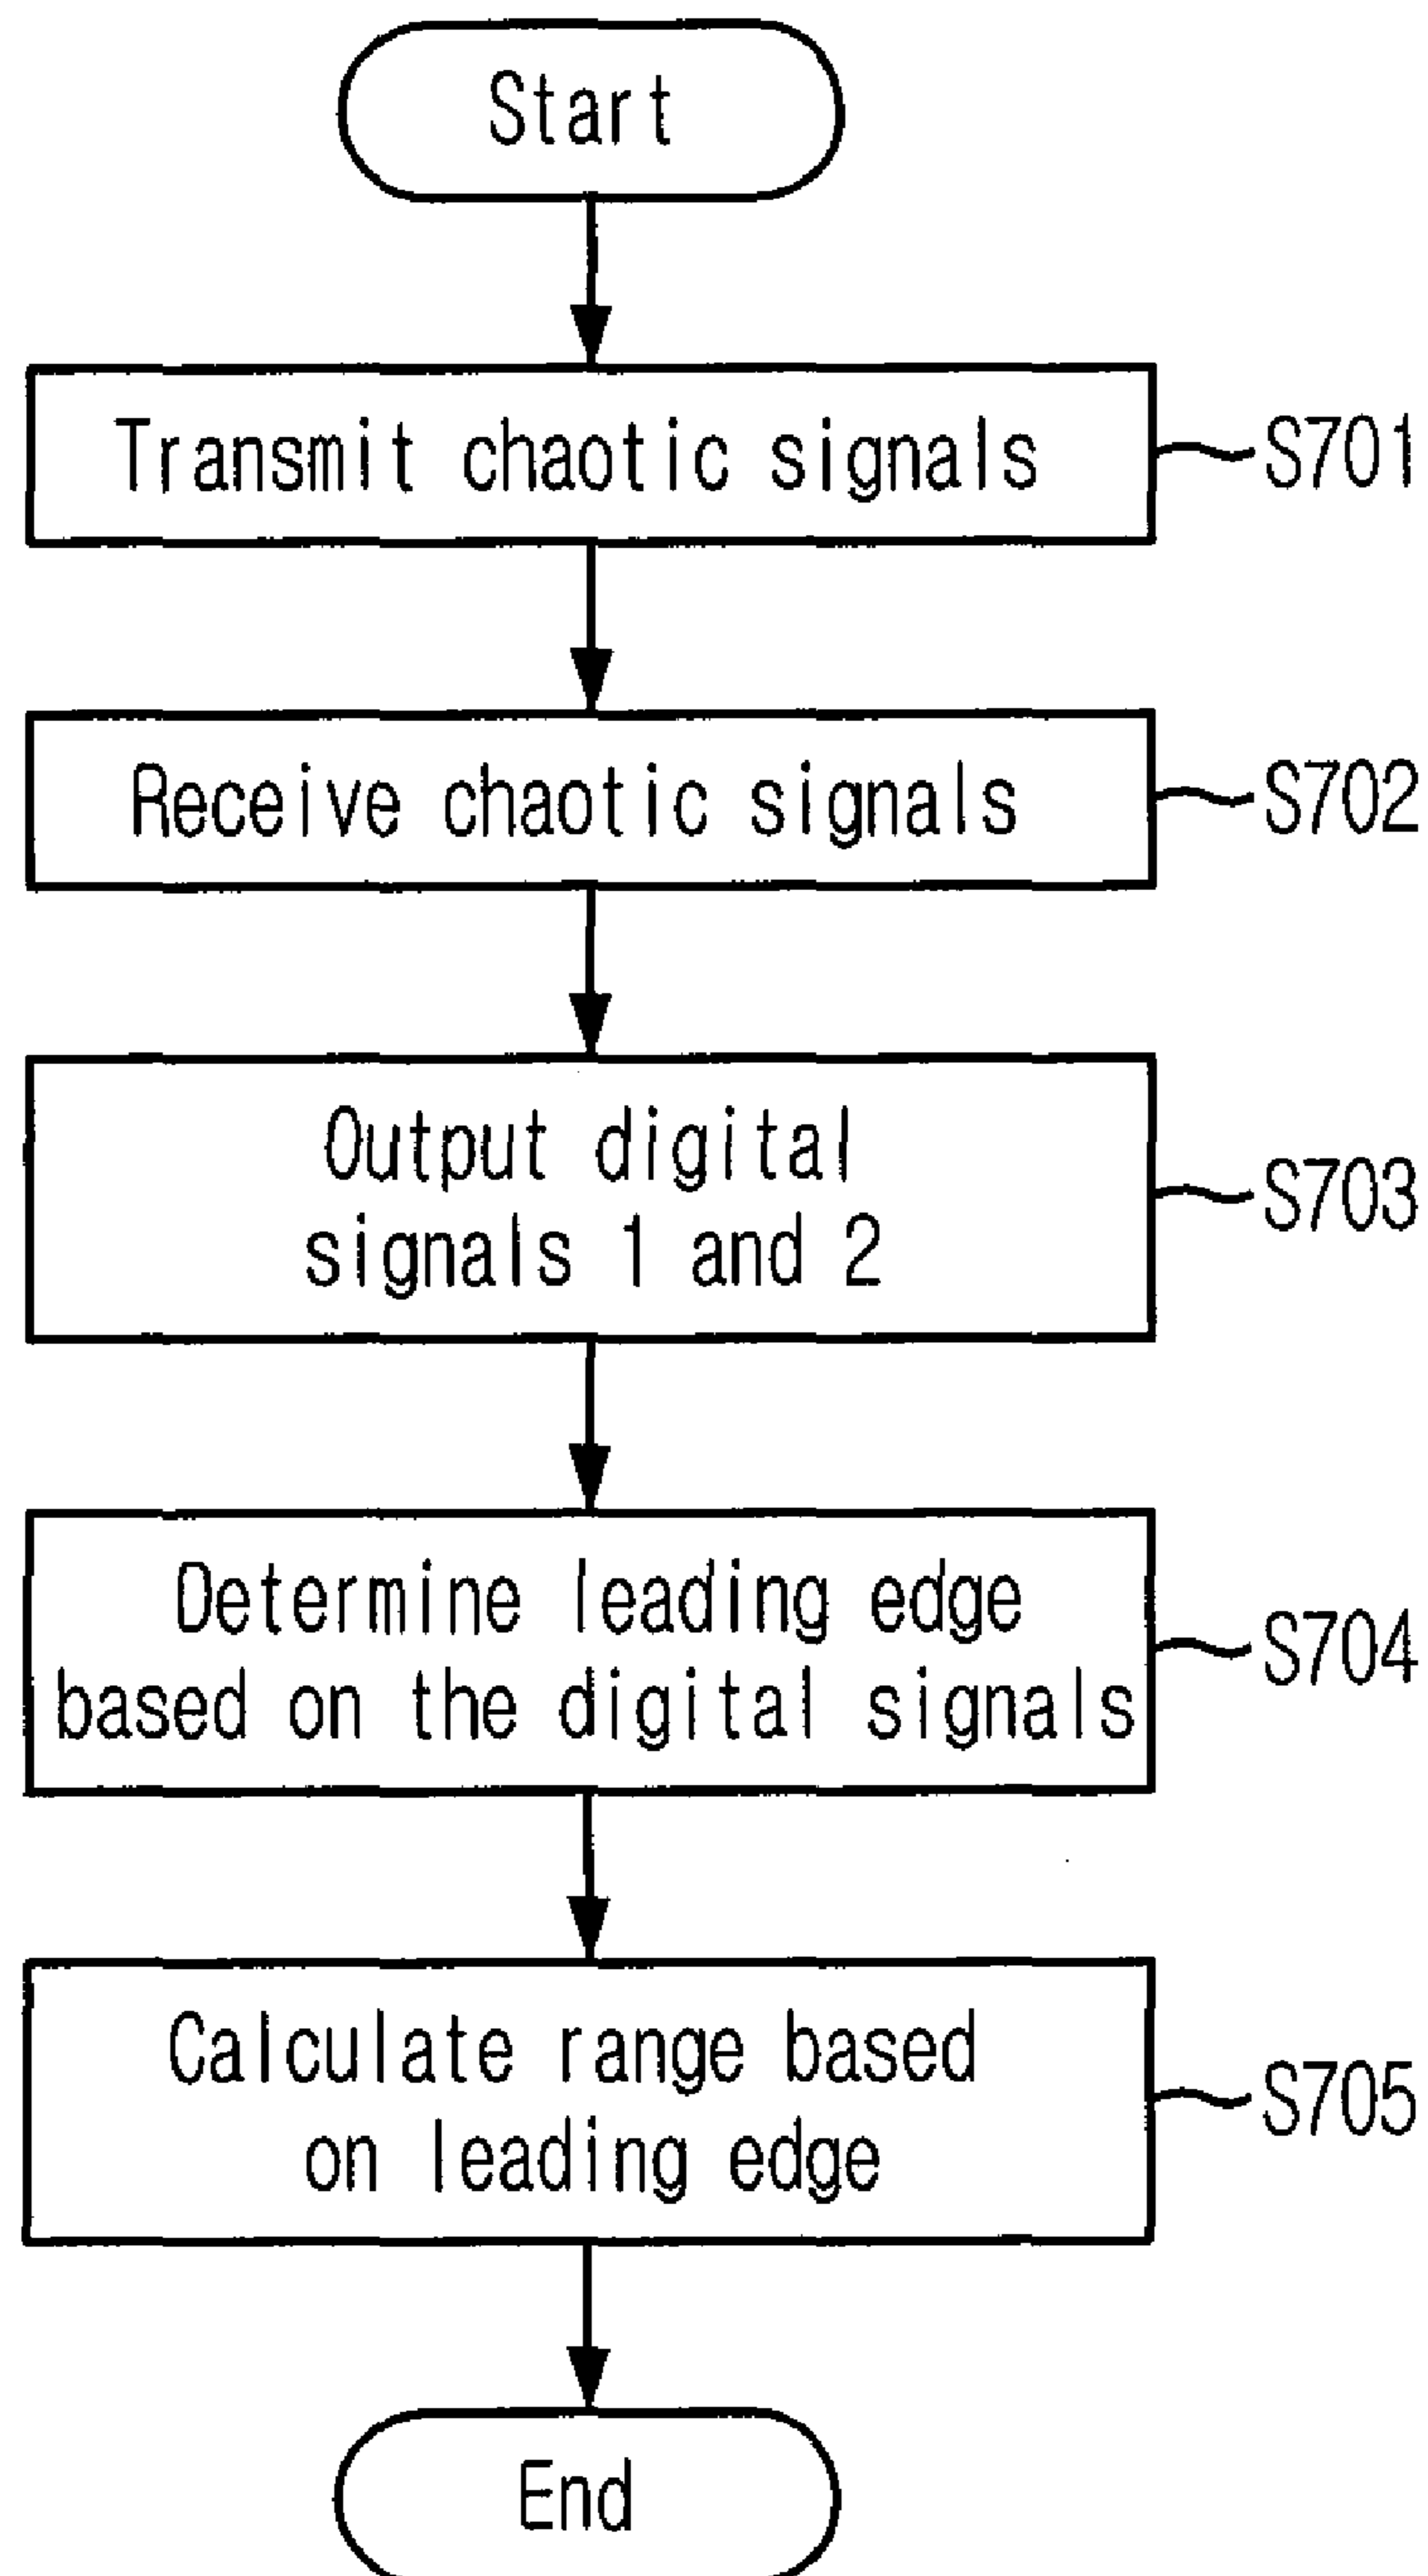 Start
Transmit chaotic signals
S701
Receive chaotic signals
S702
Output digital
signals 1 and 2
S703
Determine leading edge
based on the digital signals
S704
Calculate range based
on leading edge
S705
End